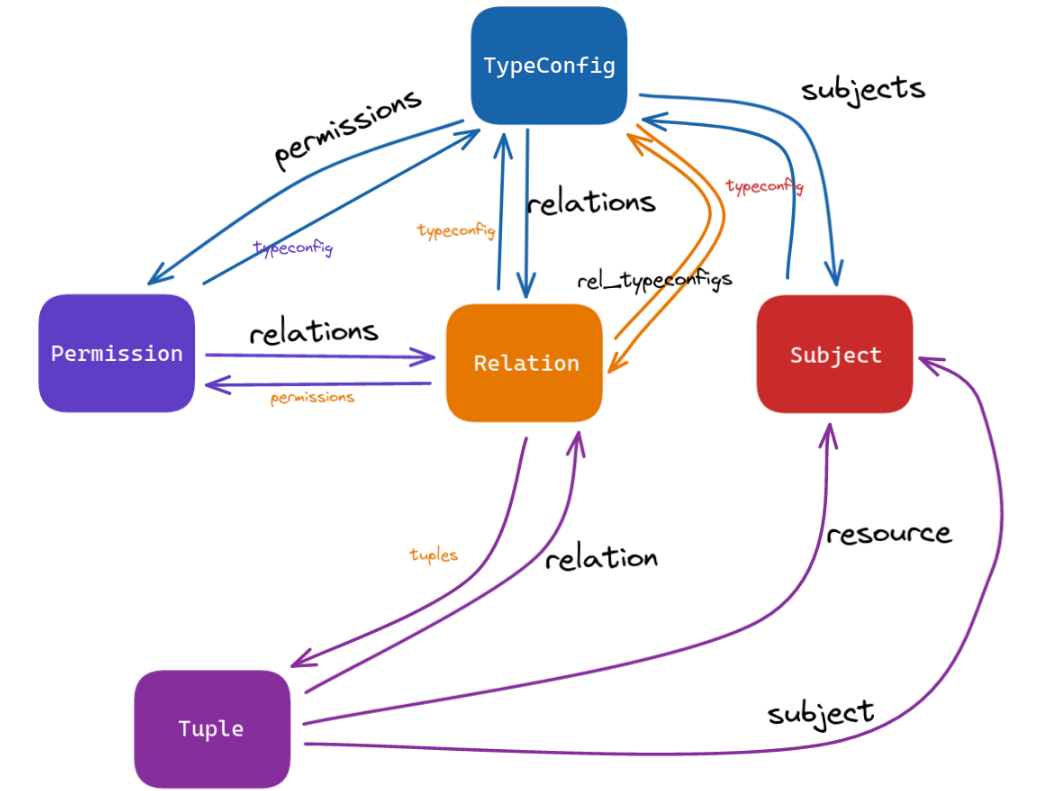 TypeConfig
subjects
permissions
typeconfig
relations
typeconfig
typeconfig
rel_typeconfigs
Permission
relations
permissions
Relation
Subject
tuples
relation
resource
subject
Tuple